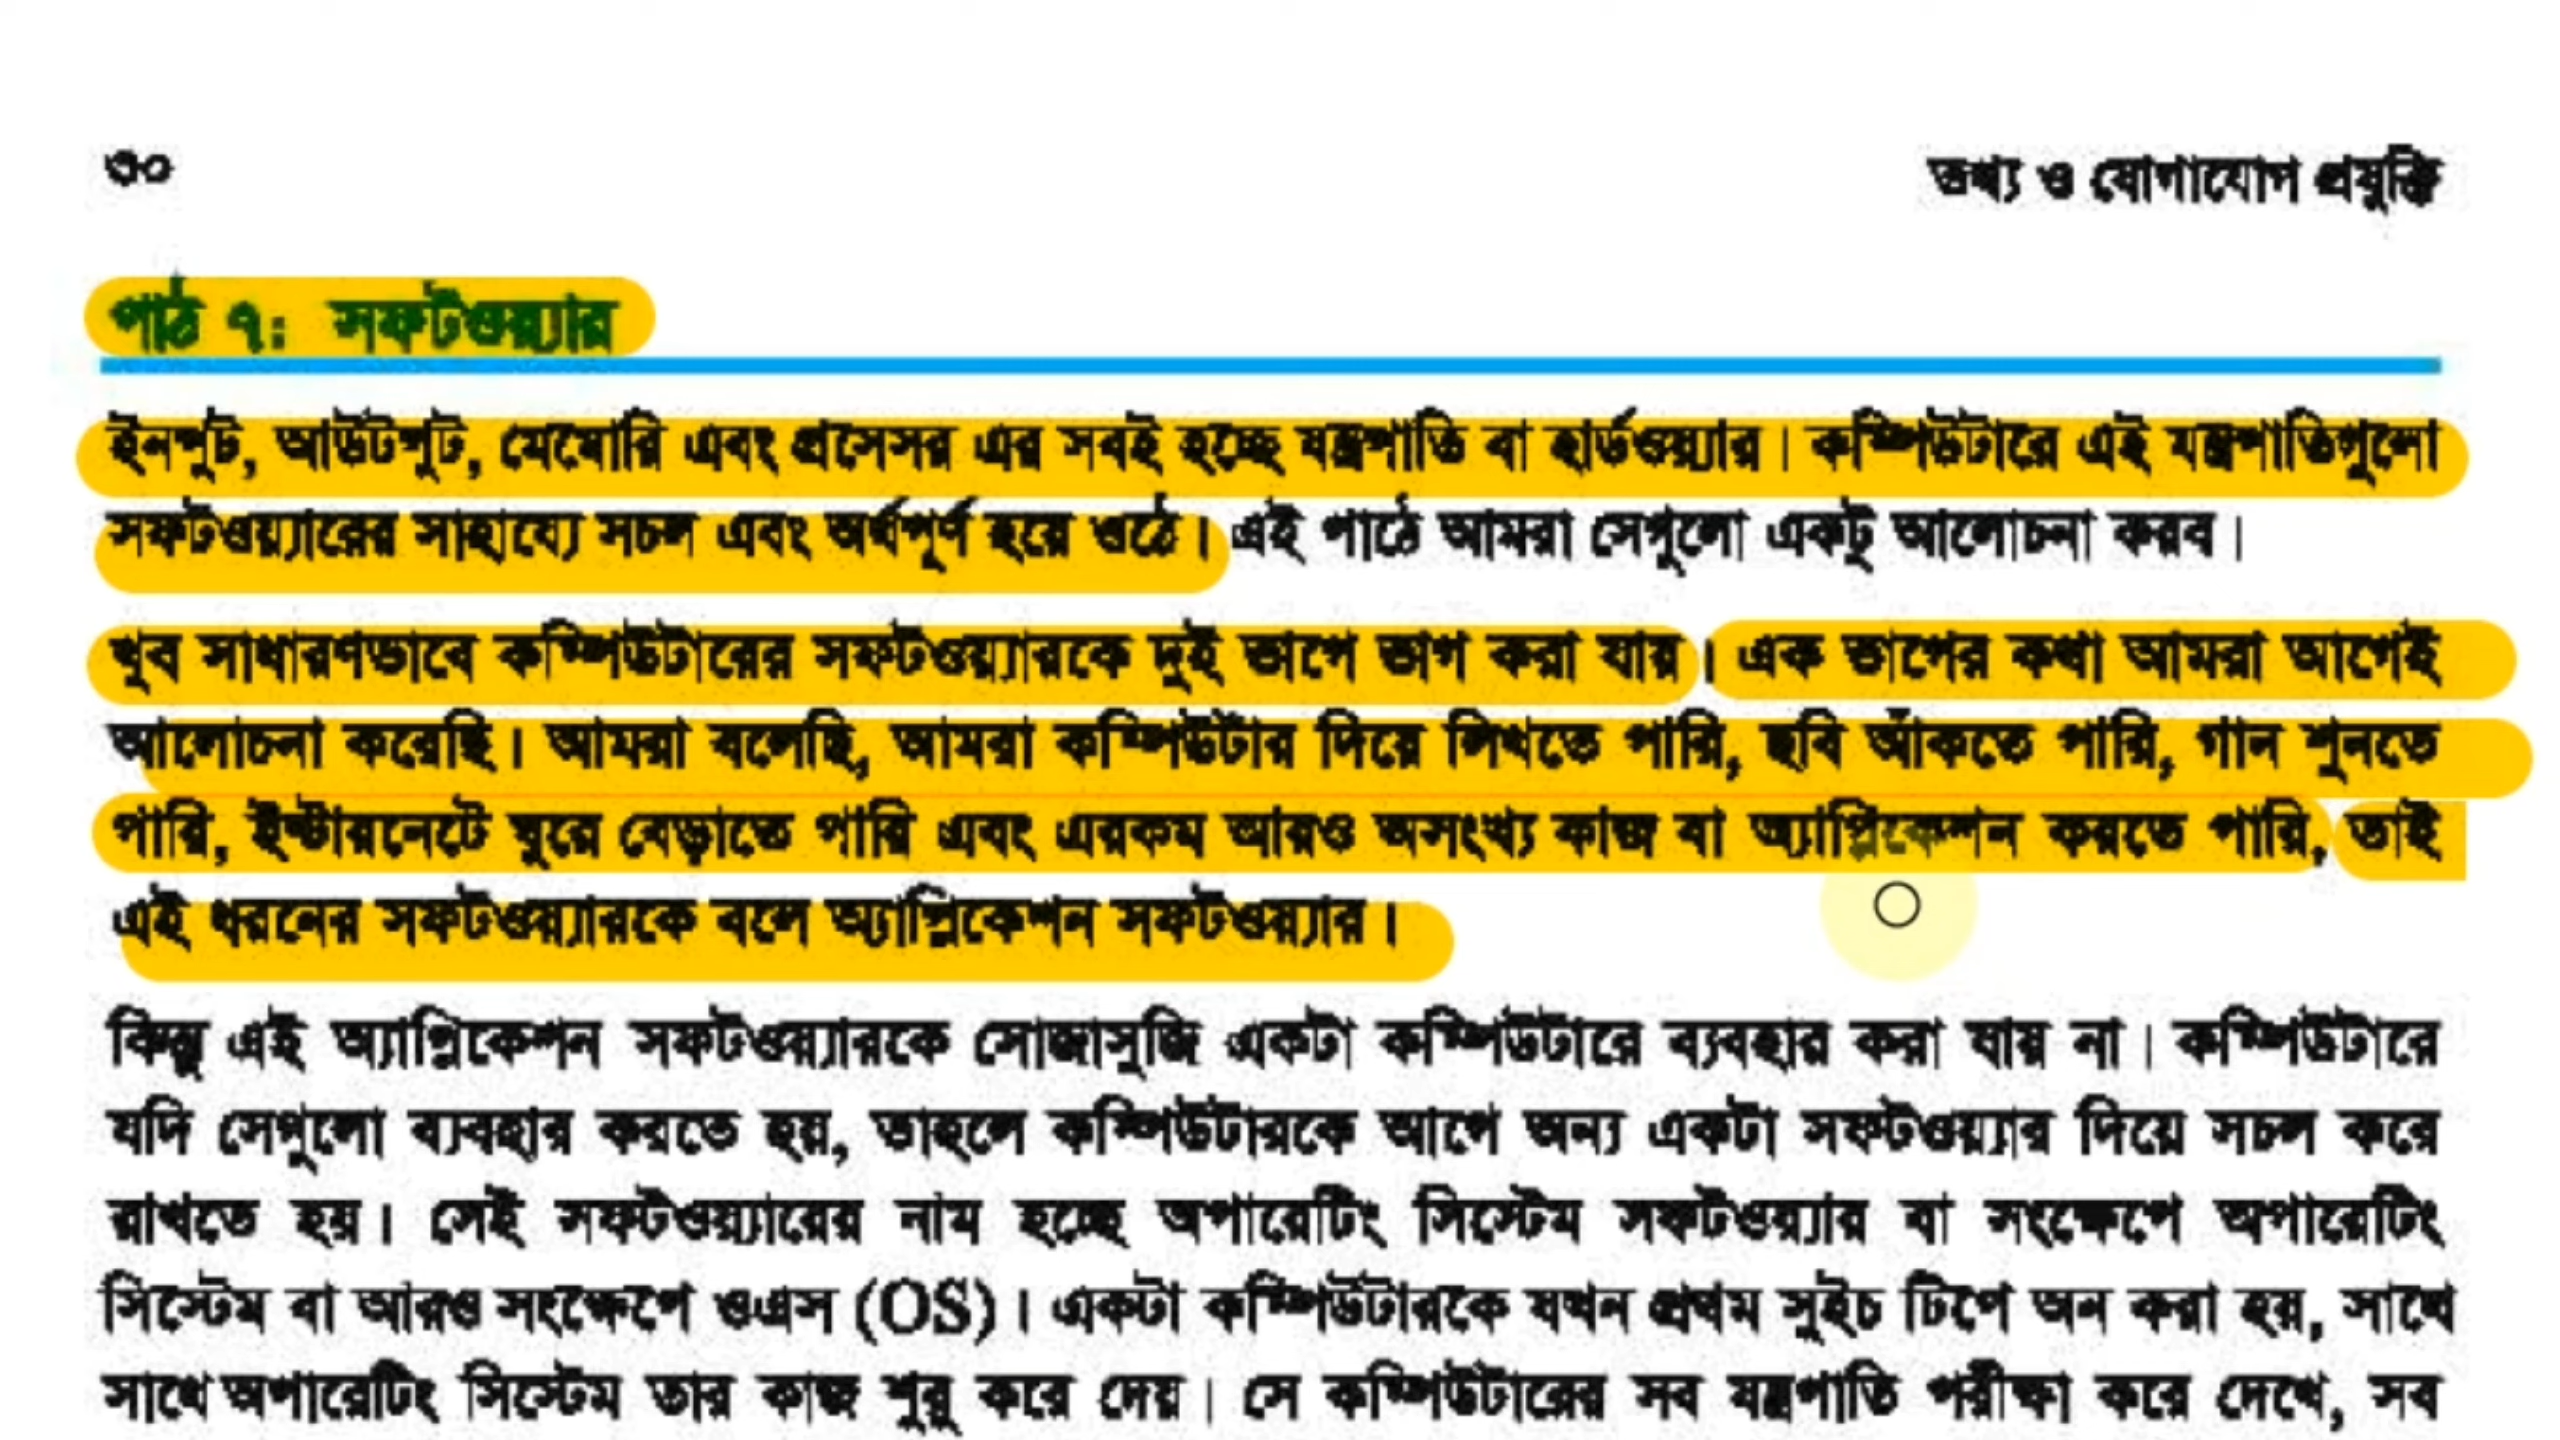 ৩০
তথ্য ও যোগাযোগ প্রযুক্তি
পাঠ ৭: সফটওয়্যার
ইনপুট, আউটপুট, মেমোরি এবং প্রসেসর এর সবই হচ্ছে যন্ত্রপাতি বা হার্ডওয়্যার। কম্পিউটারে এই যন্ত্রপাতিগুলো
সফটওয়্যারের সাহায্যে সচল এবং অর্থপূর্ণ হয়ে ওঠে। এই পাঠে আমরা সেগুলো একটু আলোচনা করব।
খুব সাধারণভাবে কম্পিউটারের সফটওয়্যারকে দুই ভাগে ভাগ করা যায়। এক ভাগের কথা আমরা আগেই
আলোচনা করেছি। আমরা বলেছি, আমরা কম্পিউটার দিয়ে লিখতে পারি, ছবি আঁকতে পারি, গান শুনতে
পারি, ইন্টারনেটে ঘুরে বেড়াতে পারি এবং এরকম আরও অসংখ্য কাজ বা অ্যাপ্লিকেশন করতে পারি, তাই
এই ধরনের সফটওয়্যারকে বলে অ্যাপ্লিকেশন সফটওয়্যার।
কিন্তু এই অ্যাপ্লিকেশন সফটওয়্যারকে সোজাসুজি একটা কম্পিউটারে ব্যবহার করা যায় না। কম্পিউটারে
যদি সেগুলো ব্যবহার করতে হয়, তাহলে কম্পিউটারকে আগে অন্য একটা সফটওয়্যার দিয়ে সচল করে
রাখতে হয়। সেই সফটওয়্যারের নাম হচ্ছে অপারেটিং সিস্টেম সফটওয়্যার বা সংক্ষেপে অপারেটিং
সিস্টেম বা আরও সংক্ষেপে ওএস (OS)। একটা কম্পিউটারকে যখন প্রথম সুইচ টিপে অন করা হয়, সাথে
সাথে অপারেটিং সিস্টেম তার কাজ শুরু করে দেয়। সে কম্পিউটারের সব যন্ত্রপাতি পরীক্ষা করে দেখে, সব